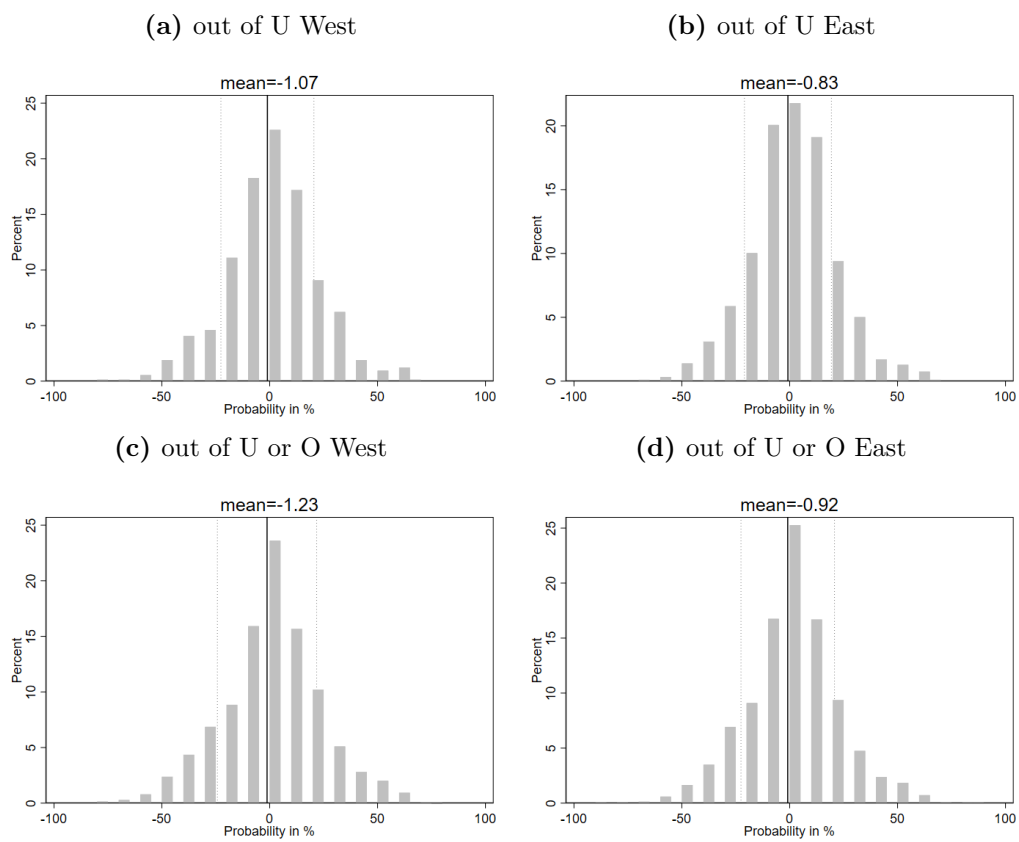 (a) out of U West
mean=-1.07
Percent
25
20
15
10
5
0
-100
-50
0
50
100
Probability in %
(b) out of U East
mean=-0.83
Percent
20
15
10
5
0
-100
-50
0
50
100
Probability in %
(c) out of U or O West
mean=-1.23
Percent
25
20
15
10
5
0
-100
-50
0
50
100
Probability in %
(d) out of U or O East
mean=-0.92
Percent
25
20
15
10
5
0
-100
-50
0
50
100
Probability in %